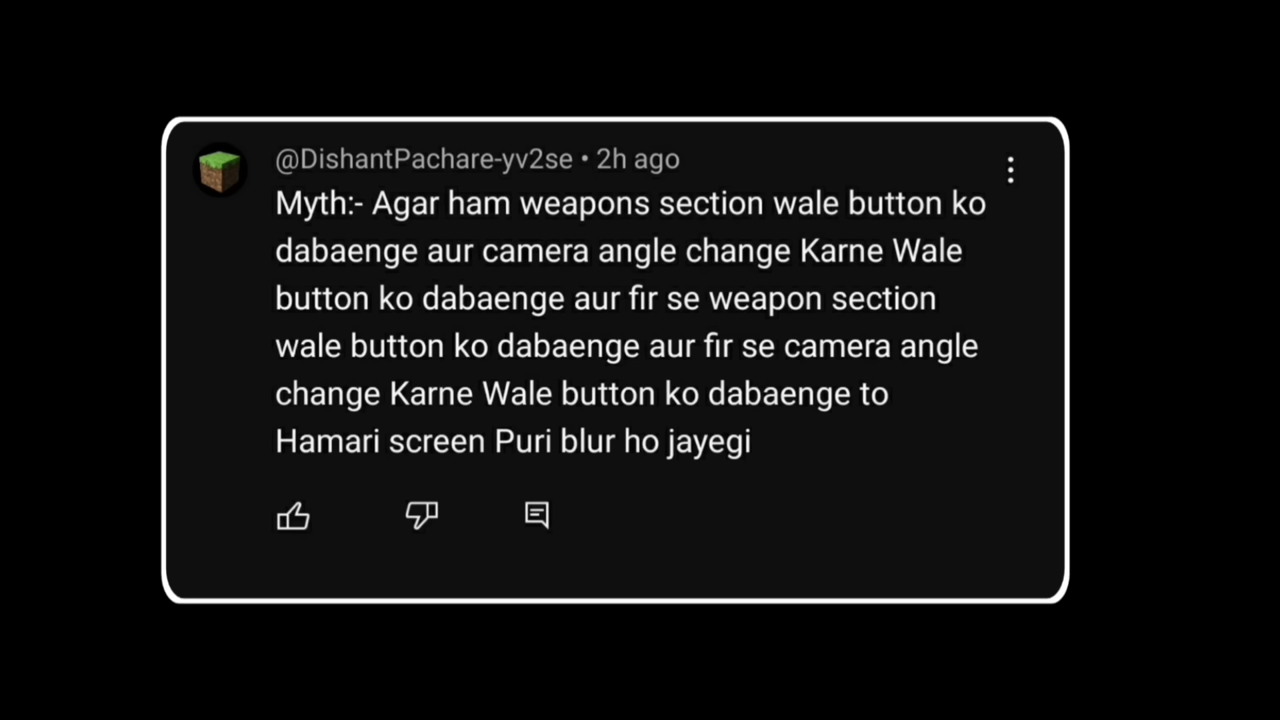 @DishantPachare-yv2se • 2h ago
Myth:- Agar ham weapons section wale button ko
dabaenge aur camera angle change Karne Wale
button ko dabaenge aur fir se weapon section
wale button ko dabaenge aur fir se camera angle
change Karne Wale button ko dabaenge to
Hamari screen Puri blur ho jayegi